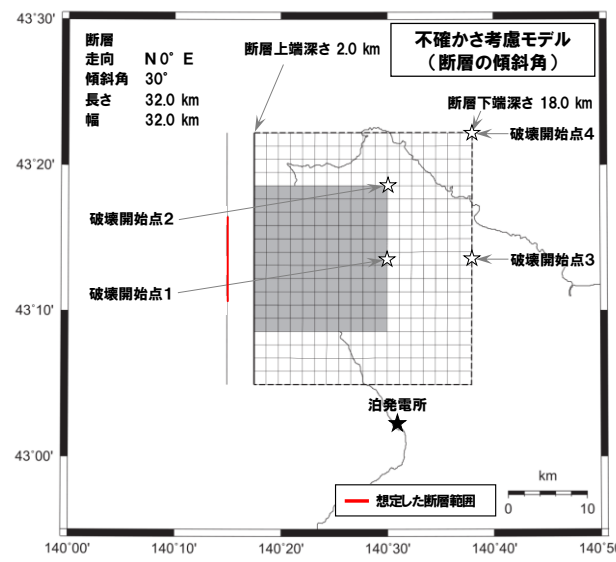 43°30'
断層
走向 N0°E
傾斜角 30°
長さ 32.0 km
幅 32.0 km
断層上端深さ 2.0 km
不確かさ考慮モデル
(断層の傾斜角)
断層下端深さ 18.0 km
破壊開始点4
43°20'
破壊開始点2
破壊開始点3
破壊開始点1
43°10'
泊発電所
43°00'
想定した断層範囲
km
0 10
140°00' 140°10' 140°20' 140°30' 140°40' 140°50